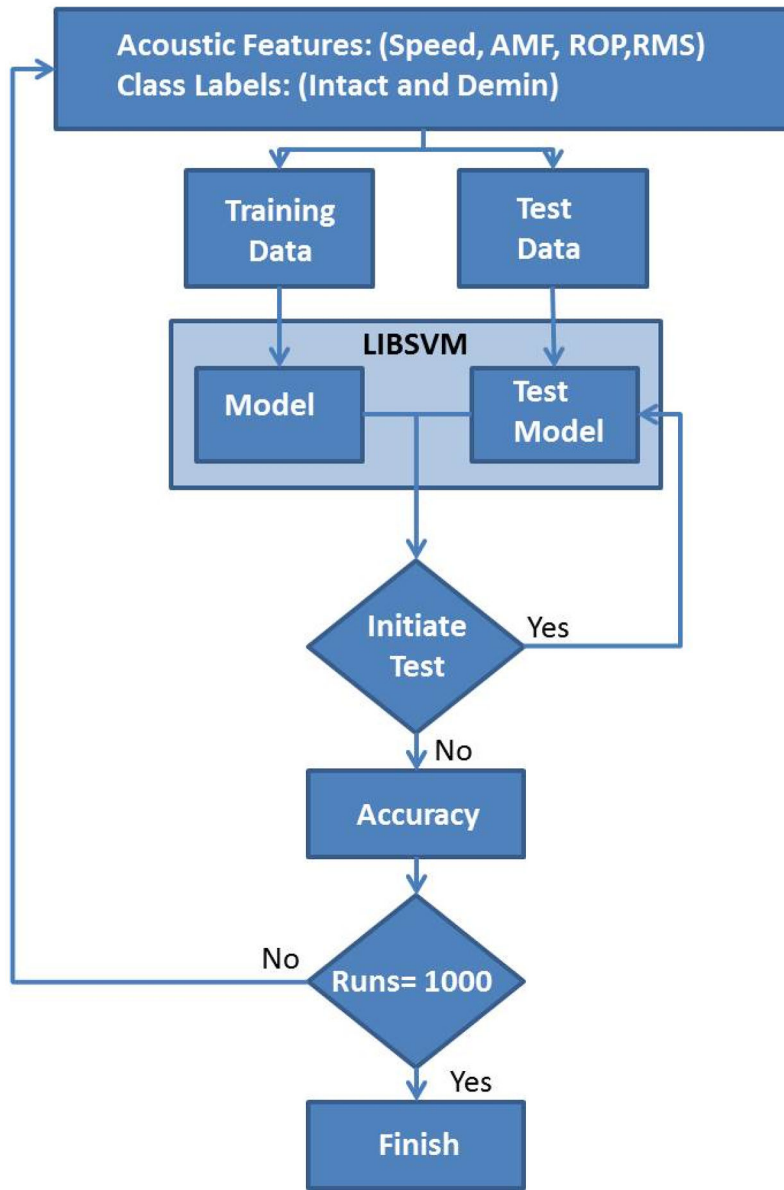 Acoustic Features: (Speed, AMF, ROP,RMS)
Class Labels: (Intact and Demin)
Training
Data
Test
Data
LIBSVM
Model
Test
Model
Initiate
Test
Yes
No
Accuracy
No
Runs= 1000
Yes
Finish